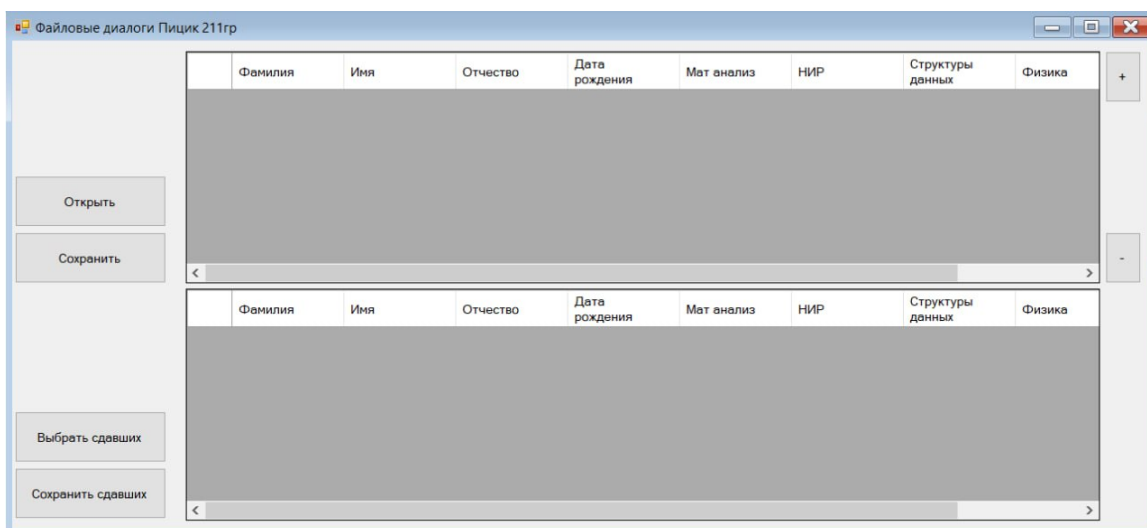 Файловые диалоги Пицик 211гр
Фамилия Имя Отчество Дата рождения Мат анализ НИР Структуры данных Физика
+
Открыть
Сохранить
-
Фамилия Имя Отчество Дата рождения Мат анализ НИР Структуры данных Физика
Выбрать сдавших
Сохранить сдавших